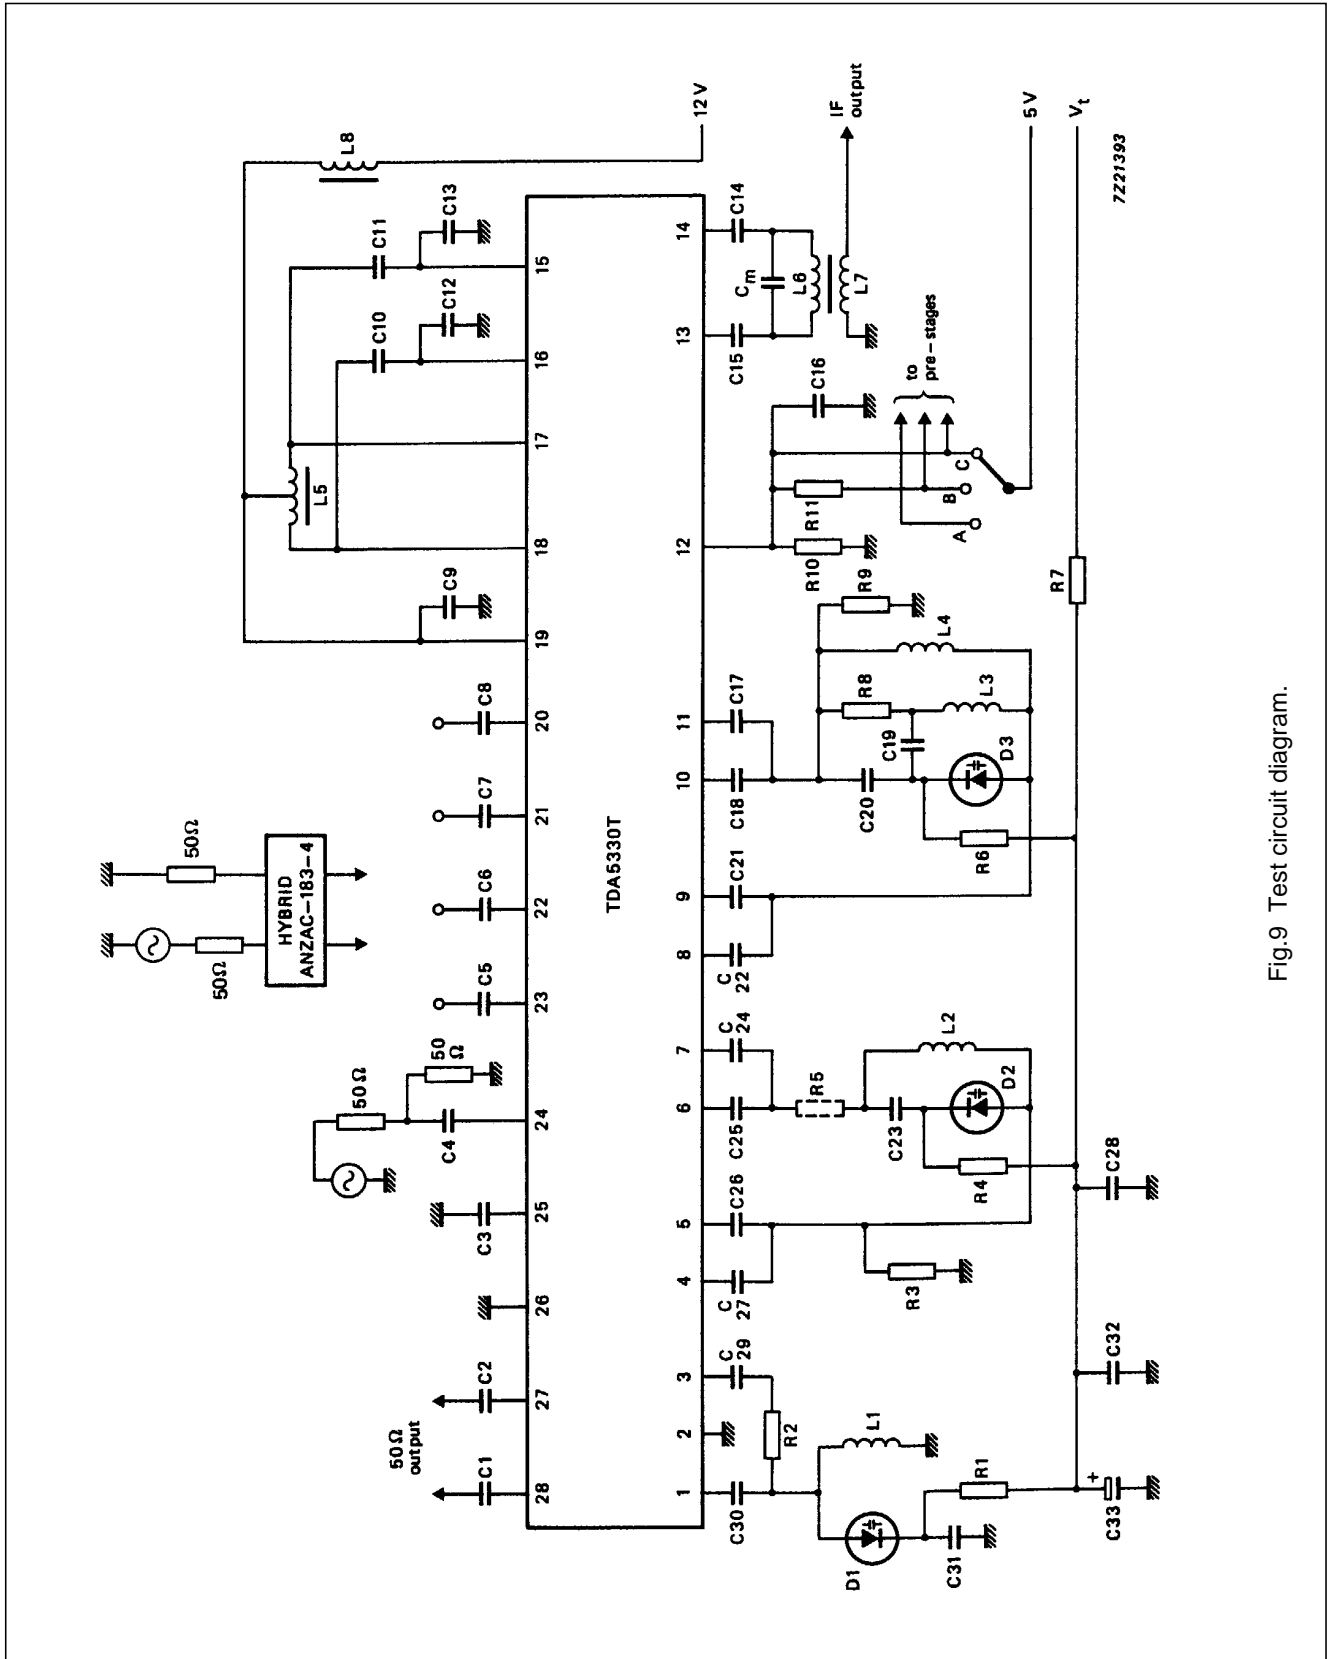 50Ω
output
C1
C2
C3
28
27
26
25
50Ω
50
Ω
C4
24
50Ω
50Ω
HYBRID
ANZAC-183-4
C5
C6
C7
C8
23
22
21
20
C9
19
18
17
16
15
L5
C10
C11
C12
C13
L8
12 V
TDA5330T
1
2
3
4
5
6
7
8
9
10
11
12
13
14
C30
C
29
C
27
C26
C25
C
24
C
22
C21
C18
C17
C15
C14
Cm
L6
L7
IF
output
R2
L1
D1
C31
R1
C33
+
C32
R3
R4
C28
R5
C23
D2
L2
R6
C20
C19
D3
R8
L3
L4
R9
R10
R11
C16
A
B
C
to
pre-stages
R7
5 V
Vt
7Z21393
Fig.9 Test circuit diagram.